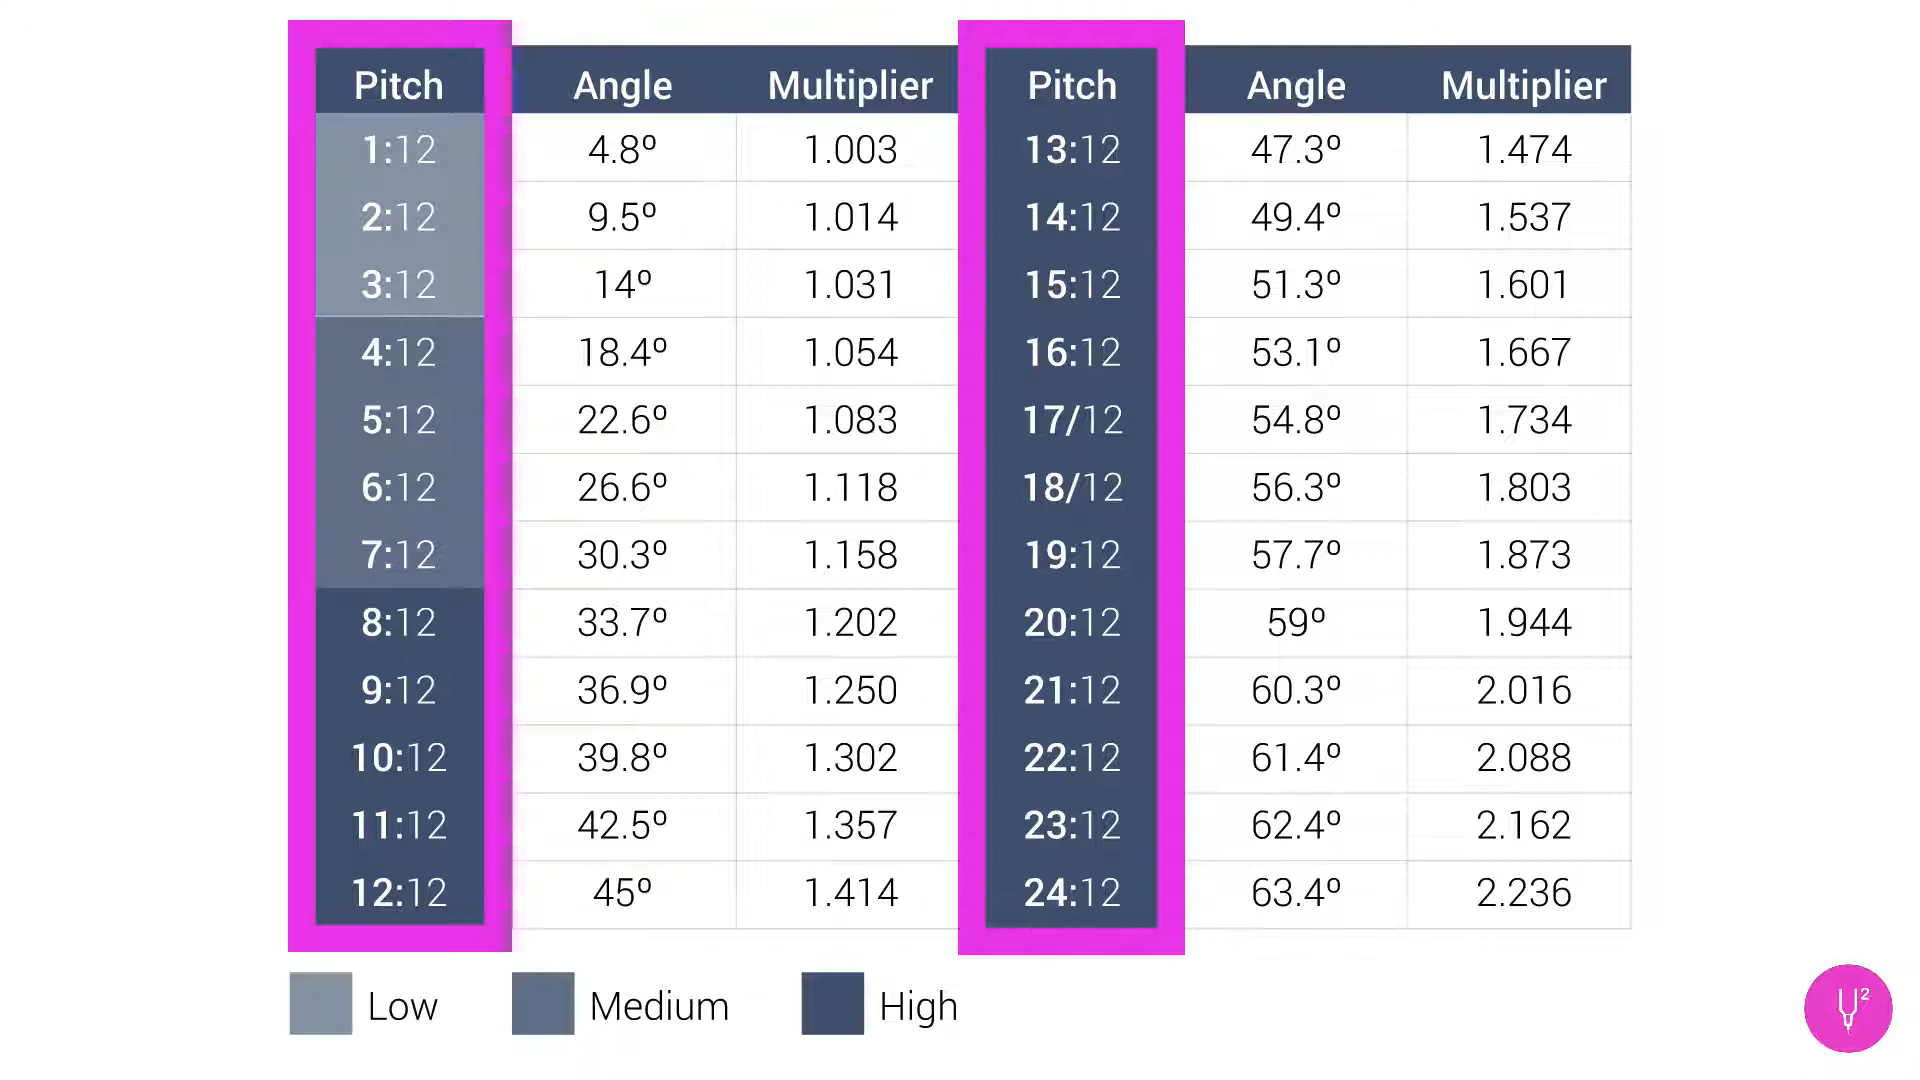 Pitch Angle Multiplier Pitch Angle Multiplier
1:12 4.8º 1.003 13:12 47.3º 1.474
2:12 9.5º 1.014 14:12 49.4º 1.537
3:12 14º 1.031 15:12 51.3º 1.601
4:12 18.4º 1.054 16:12 53.1º 1.667
5:12 22.6º 1.083 17/12 54.8º 1.734
6:12 26.6º 1.118 18/12 56.3º 1.803
7:12 30.3º 1.158 19:12 57.7º 1.873
8:12 33.7º 1.202 20:12 59º 1.944
9:12 36.9º 1.250 21:12 60.3º 2.016
10:12 39.8º 1.302 22:12 61.4º 2.088
11:12 42.5º 1.357 23:12 62.4º 2.162
12:12 45º 1.414 24:12 63.4º 2.236
Low Medium High
2